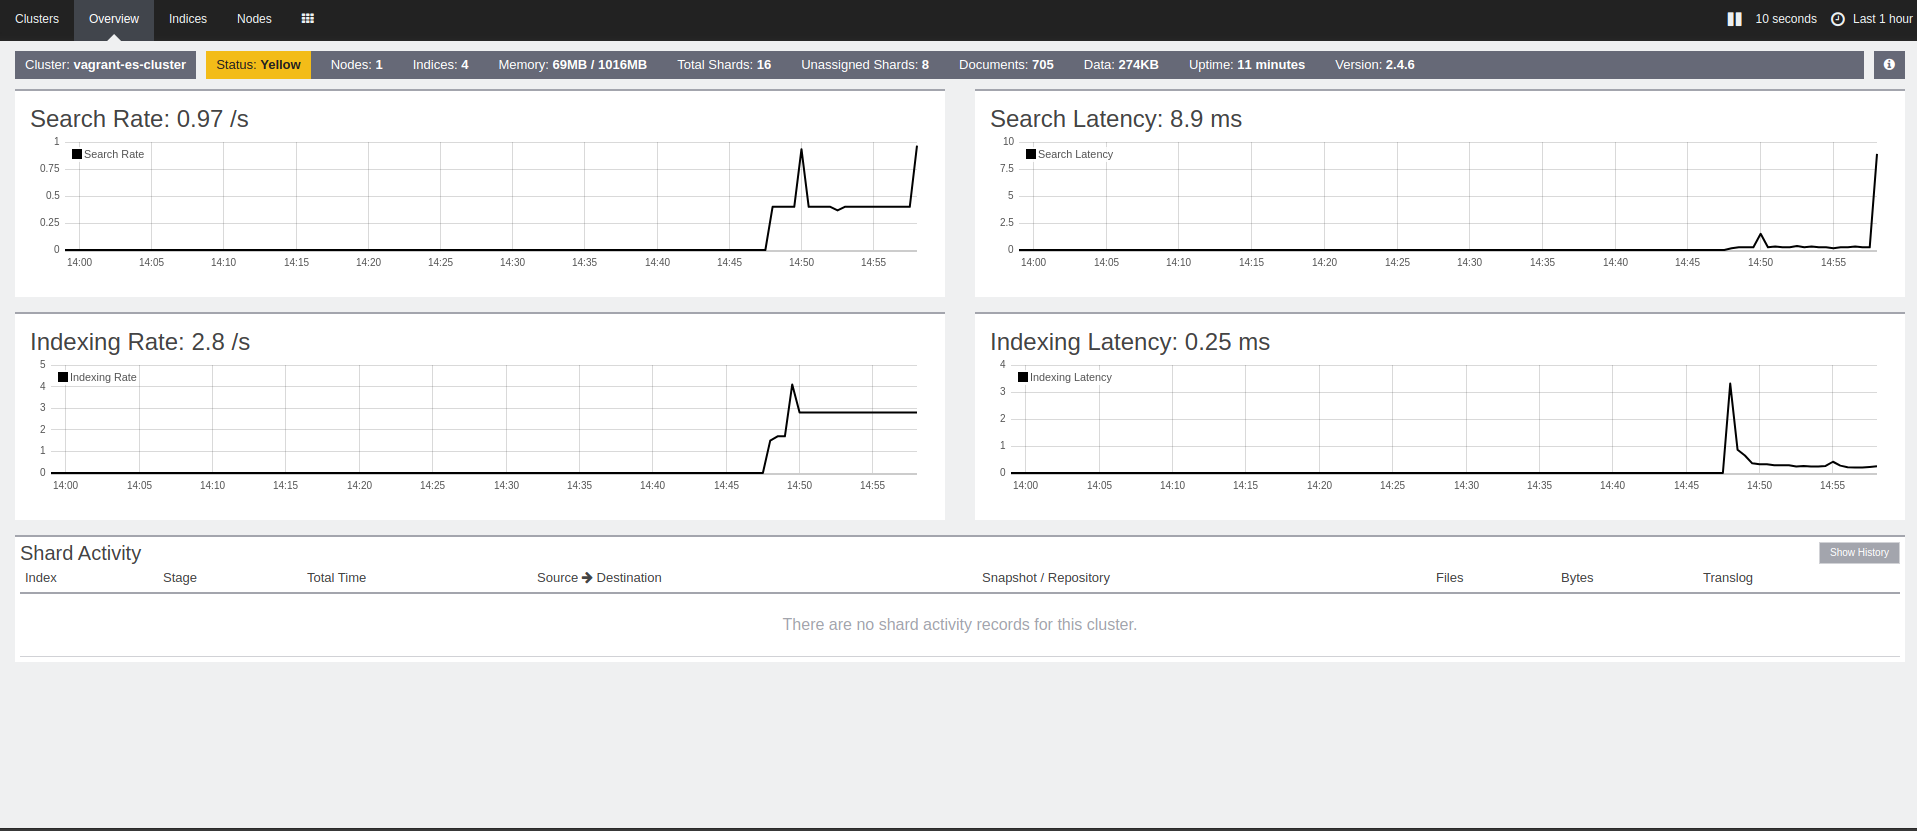 Clusters Overview Indices Nodes 10 seconds Last 1 hour
Cluster: vagrant-es-cluster Status: Yellow Nodes: 1 Indices: 4 Memory: 69MB / 1016MB Total Shards: 16 Unassigned Shards: 8 Documents: 705 Data: 274KB Uptime: 11 minutes Version: 2.4.6
Search Rate: 0.97 /s
1
Search Rate
0.75
0.5
0.25
0
14:00 14:05 14:10 14:15 14:20 14:25 14:30 14:35 14:40 14:45 14:50 14:55
Search Latency: 8.9 ms
10
Search Latency
7.5
5
2.5
0
14:00 14:05 14:10 14:15 14:20 14:25 14:30 14:35 14:40 14:45 14:50 14:55
Indexing Rate: 2.8 /s
5
Indexing Rate
4
3
2
1
0
14:00 14:05 14:10 14:15 14:20 14:25 14:30 14:35 14:40 14:45 14:50 14:55
Indexing Latency: 0.25 ms
4
Indexing Latency
3
2
1
0
14:00 14:05 14:10 14:15 14:20 14:25 14:30 14:35 14:40 14:45 14:50 14:55
Shard Activity Show History
Index Stage Total Time Source Destination Snapshot / Repository Files Bytes Translog
There are no shard activity records for this cluster.